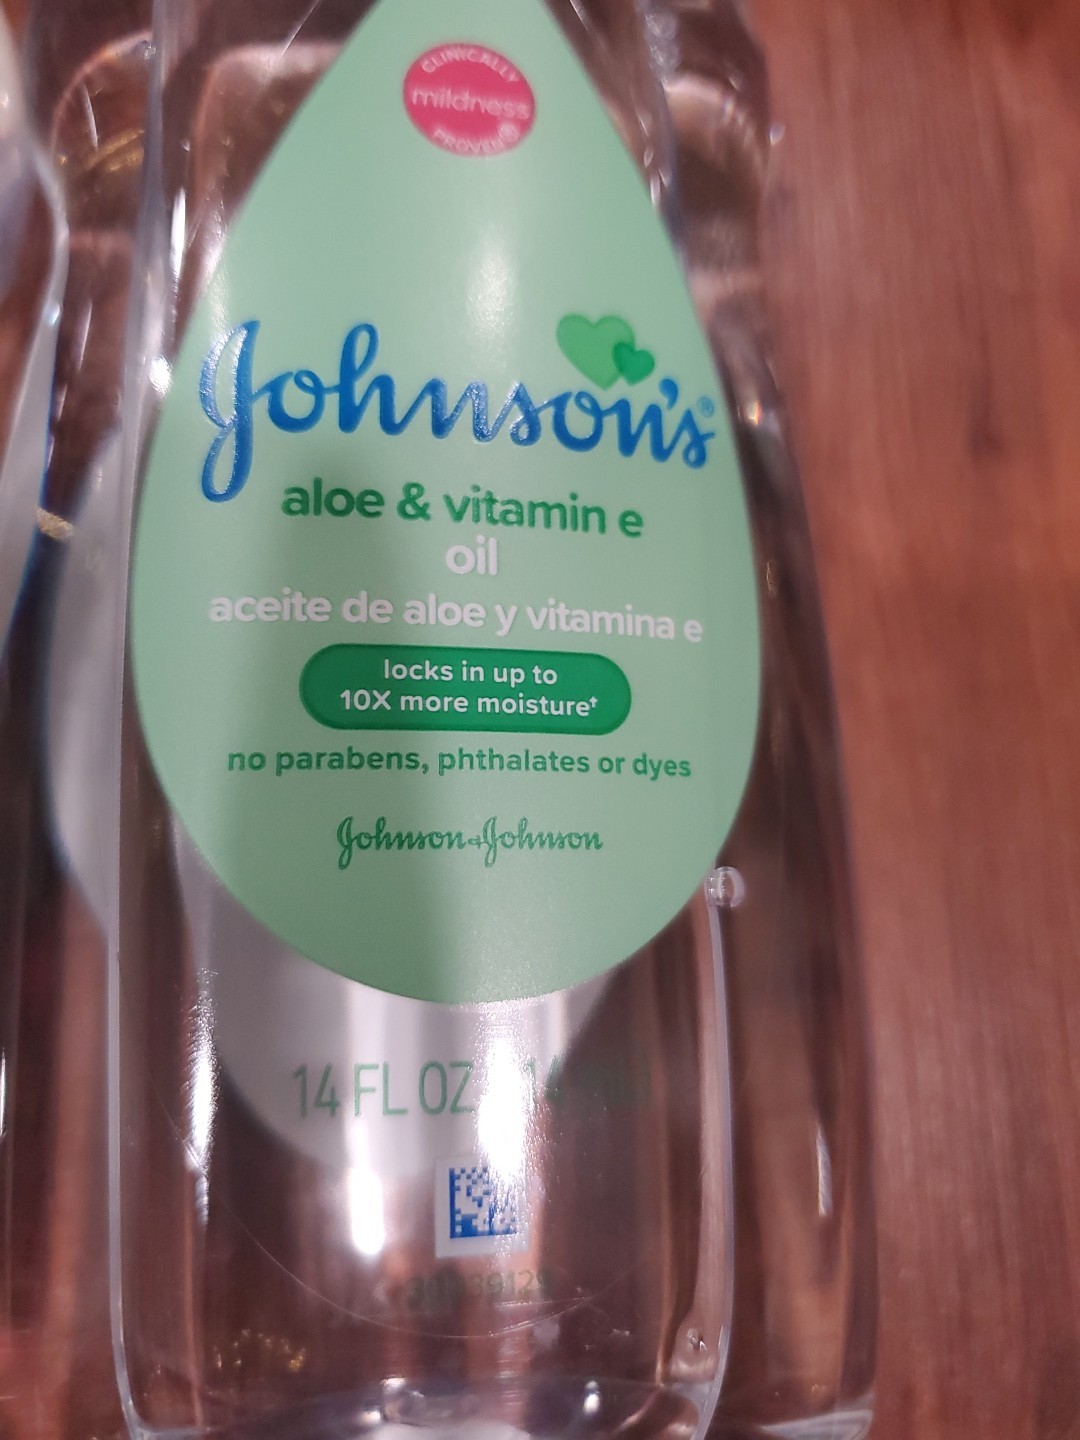 CLINICALLY
mildness
PROVEN®
Johnson's®
aloe & vitamin e
oil
aceite de aloe y vitamina e
locks in up to
10X more moisture†
no parabens, phthalates or dyes
Johnson+Johnson
14 FL OZ